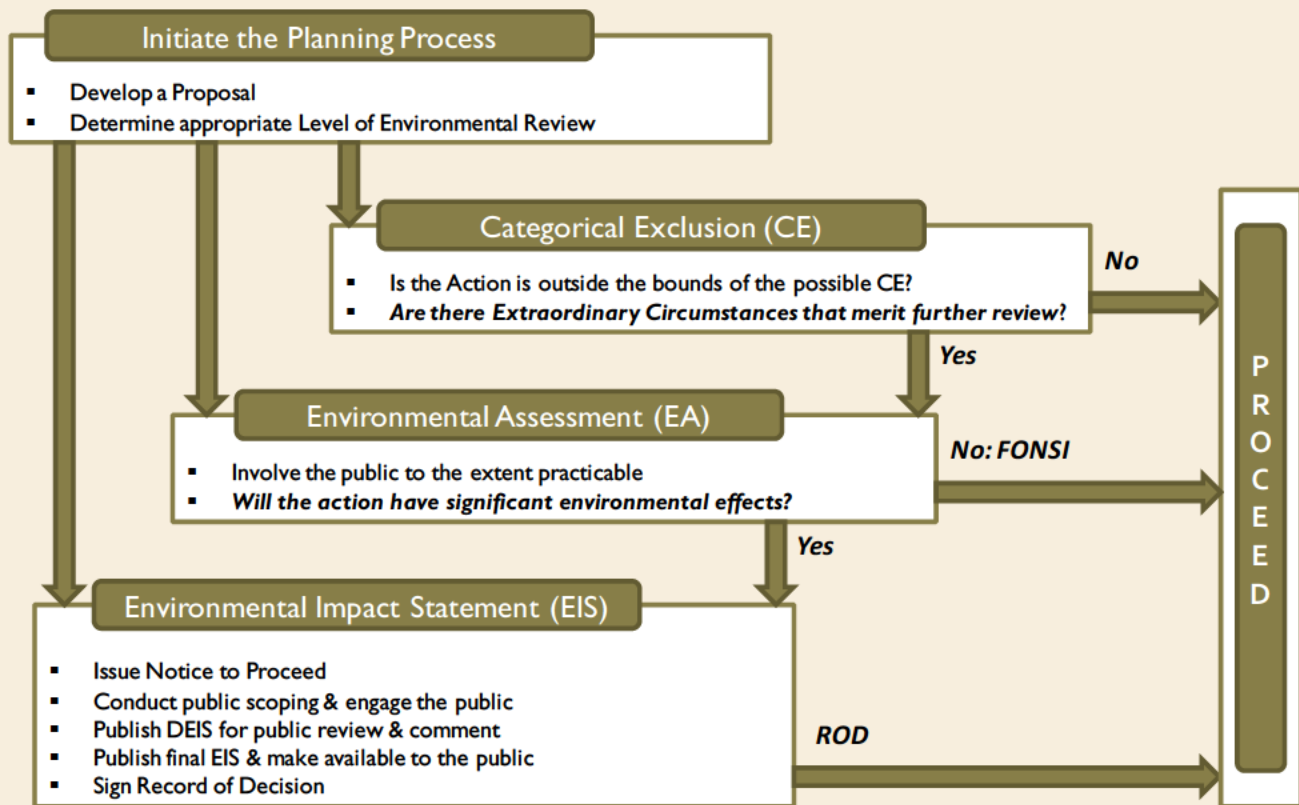 Initiate the Planning Process
▪ Develop a Proposal
▪ Determine appropriate Level of Environmental Review
Categorical Exclusion (CE)
▪ Is the Action is outside the bounds of the possible CE?
▪ Are there Extraordinary Circumstances that merit further review?
No
Yes
Environmental Assessment (EA)
▪ Involve the public to the extent practicable
▪ Will the action have significant environmental effects?
No: FONSI
Yes
Environmental Impact Statement (EIS)
▪ Issue Notice to Proceed
▪ Conduct public scoping & engage the public
▪ Publish DEIS for public review & comment
▪ Publish final EIS & make available to the public
▪ Sign Record of Decision
ROD
PROCEED